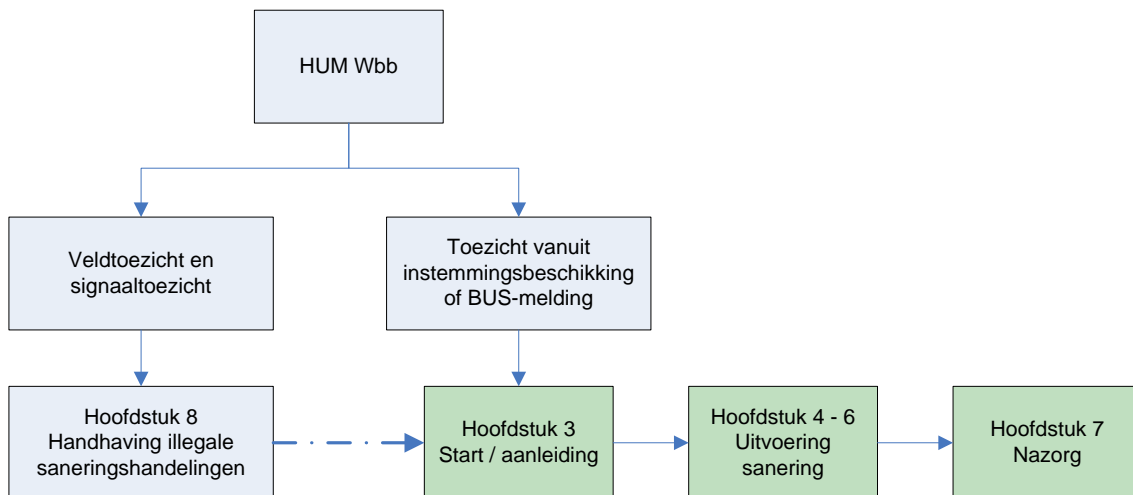 HUM Wbb
Veldtoezicht en
signaaltoezicht
Toezicht vanuit
instemmingsbeschikking
of BUS-melding
Hoofdstuk 8
Handhaving illegale
saneringshandelingen
Hoofdstuk 3
Start / aanleiding
Hoofdstuk 4 - 6
Uitvoering
sanering
Hoofdstuk 7
Nazorg